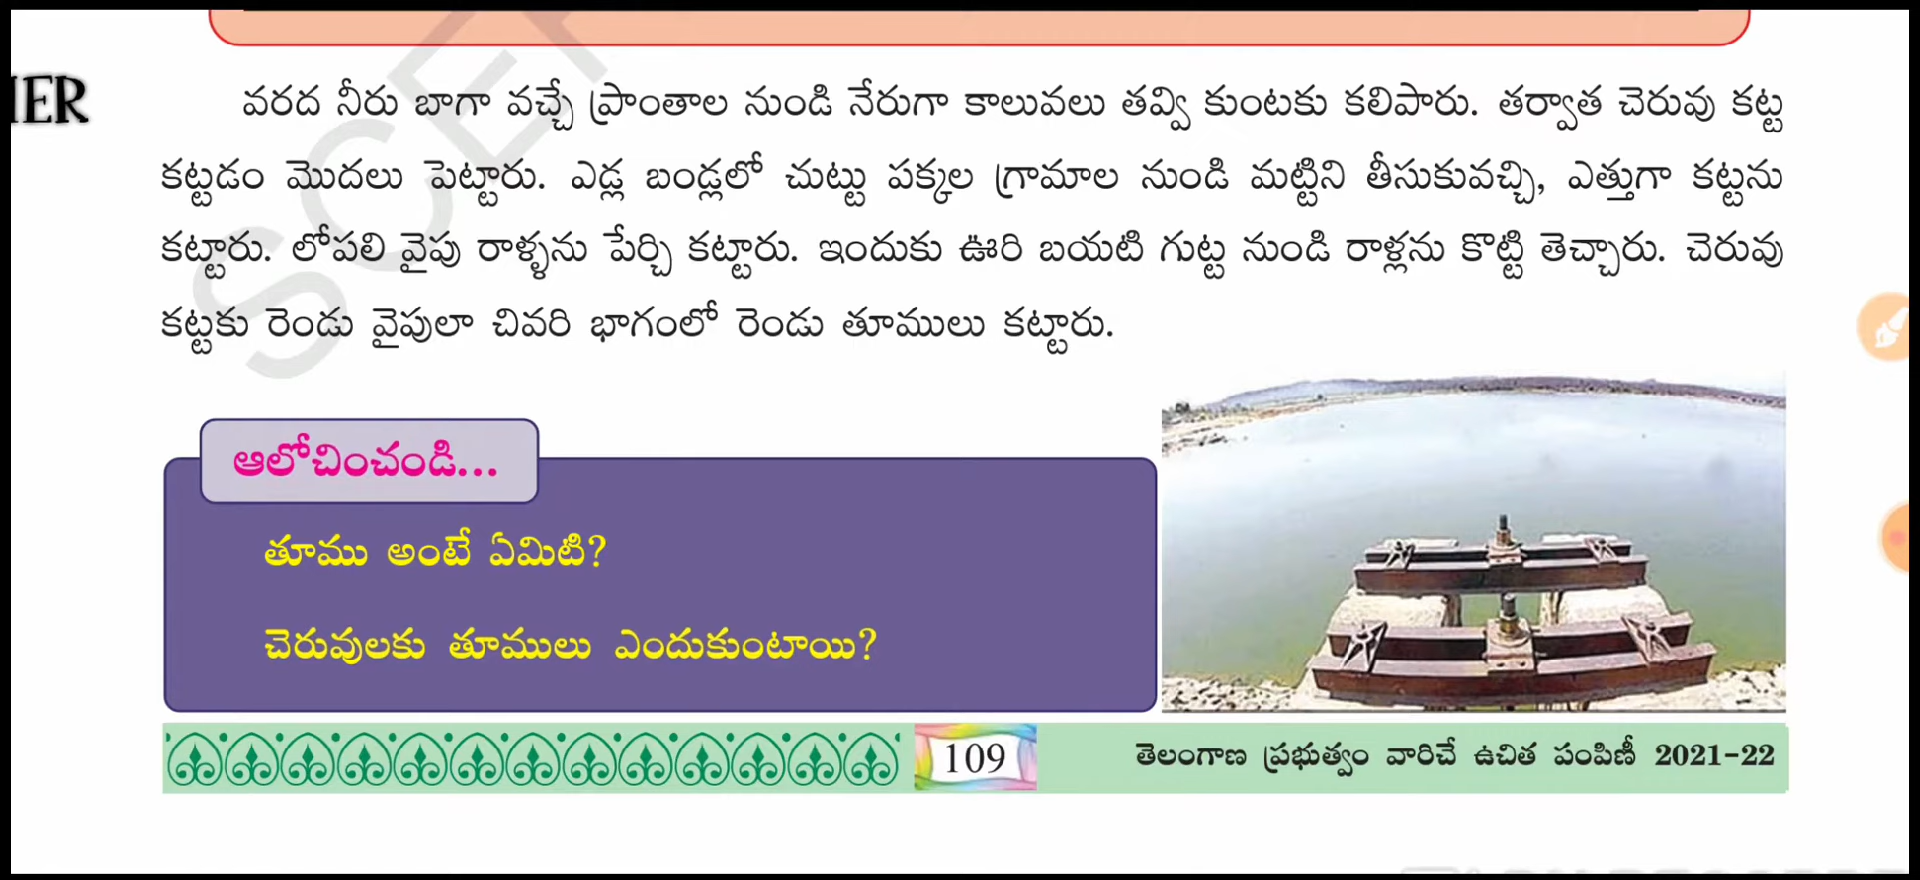 IER
వరద నీరు బాగా వచ్చే ప్రాంతాల నుండి నేరుగా కాలువలు తవ్వి కుంటకు కలిపారు. తర్వాత చెరువు కట్ట
కట్టడం మొదలు పెట్టారు. ఎడ్ల బండ్లలో చుట్టు పక్కల గ్రామాల నుండి మట్టిని తీసుకువచ్చి, ఎత్తుగా కట్టను
కట్టారు. లోపలి వైపు రాళ్ళను పేర్చి కట్టారు. ఇందుకు ఊరి బయటి గుట్ట నుండి రాళ్లను కొట్టి తెచ్చారు. చెరువు
కట్టకు రెండు వైపులా చివరి భాగంలో రెండు తూములు కట్టారు.
ఆలోచించండి...
తూము అంటే ఏమిటి?
చెరువులకు తూములు ఎందుకుంటాయి?
109
తెలంగాణ ప్రభుత్వం వారిచే ఉచిత పంపిణీ 2021-22